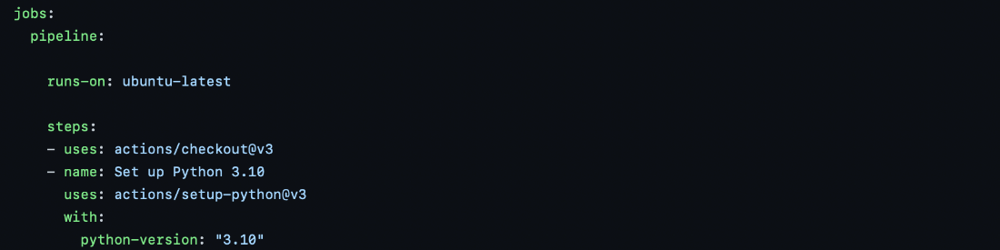 jobs:
  pipeline:

    runs-on: ubuntu-latest

    steps:
    - uses: actions/checkout@v3
    - name: Set up Python 3.10
      uses: actions/setup-python@v3
      with:
        python-version: "3.10"